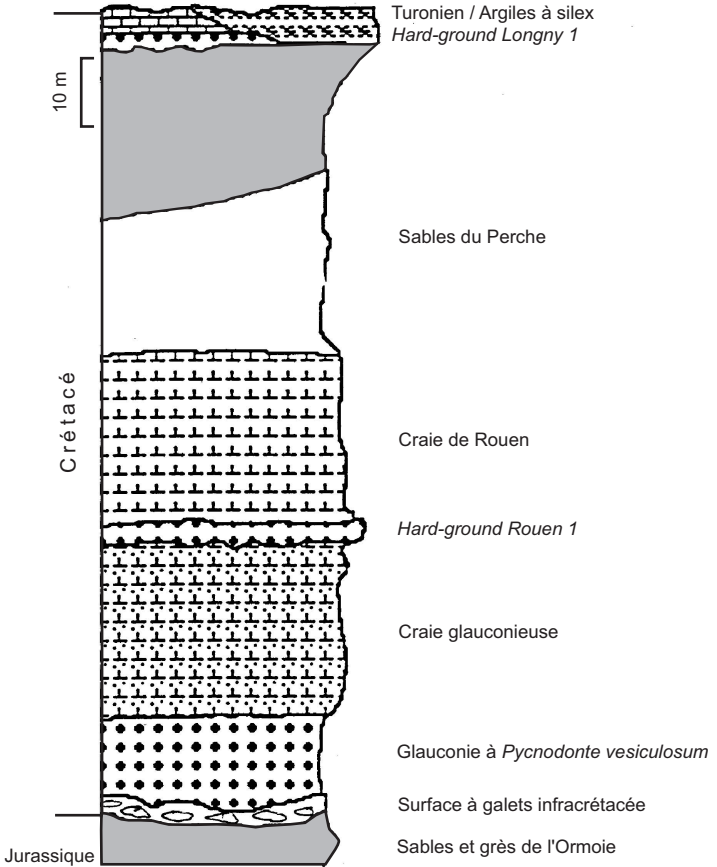 Turonien / Argiles à silex
Hard-ground Longny 1
10 m
Sables du Perche
Crétacé
Craie de Rouen
Hard-ground Rouen 1
Craie glauconieuse
Glauconie à Pycnodonte vesiculosum
Surface à galets infracrétacée
Sables et grès de l'Ormoie
Jurassique